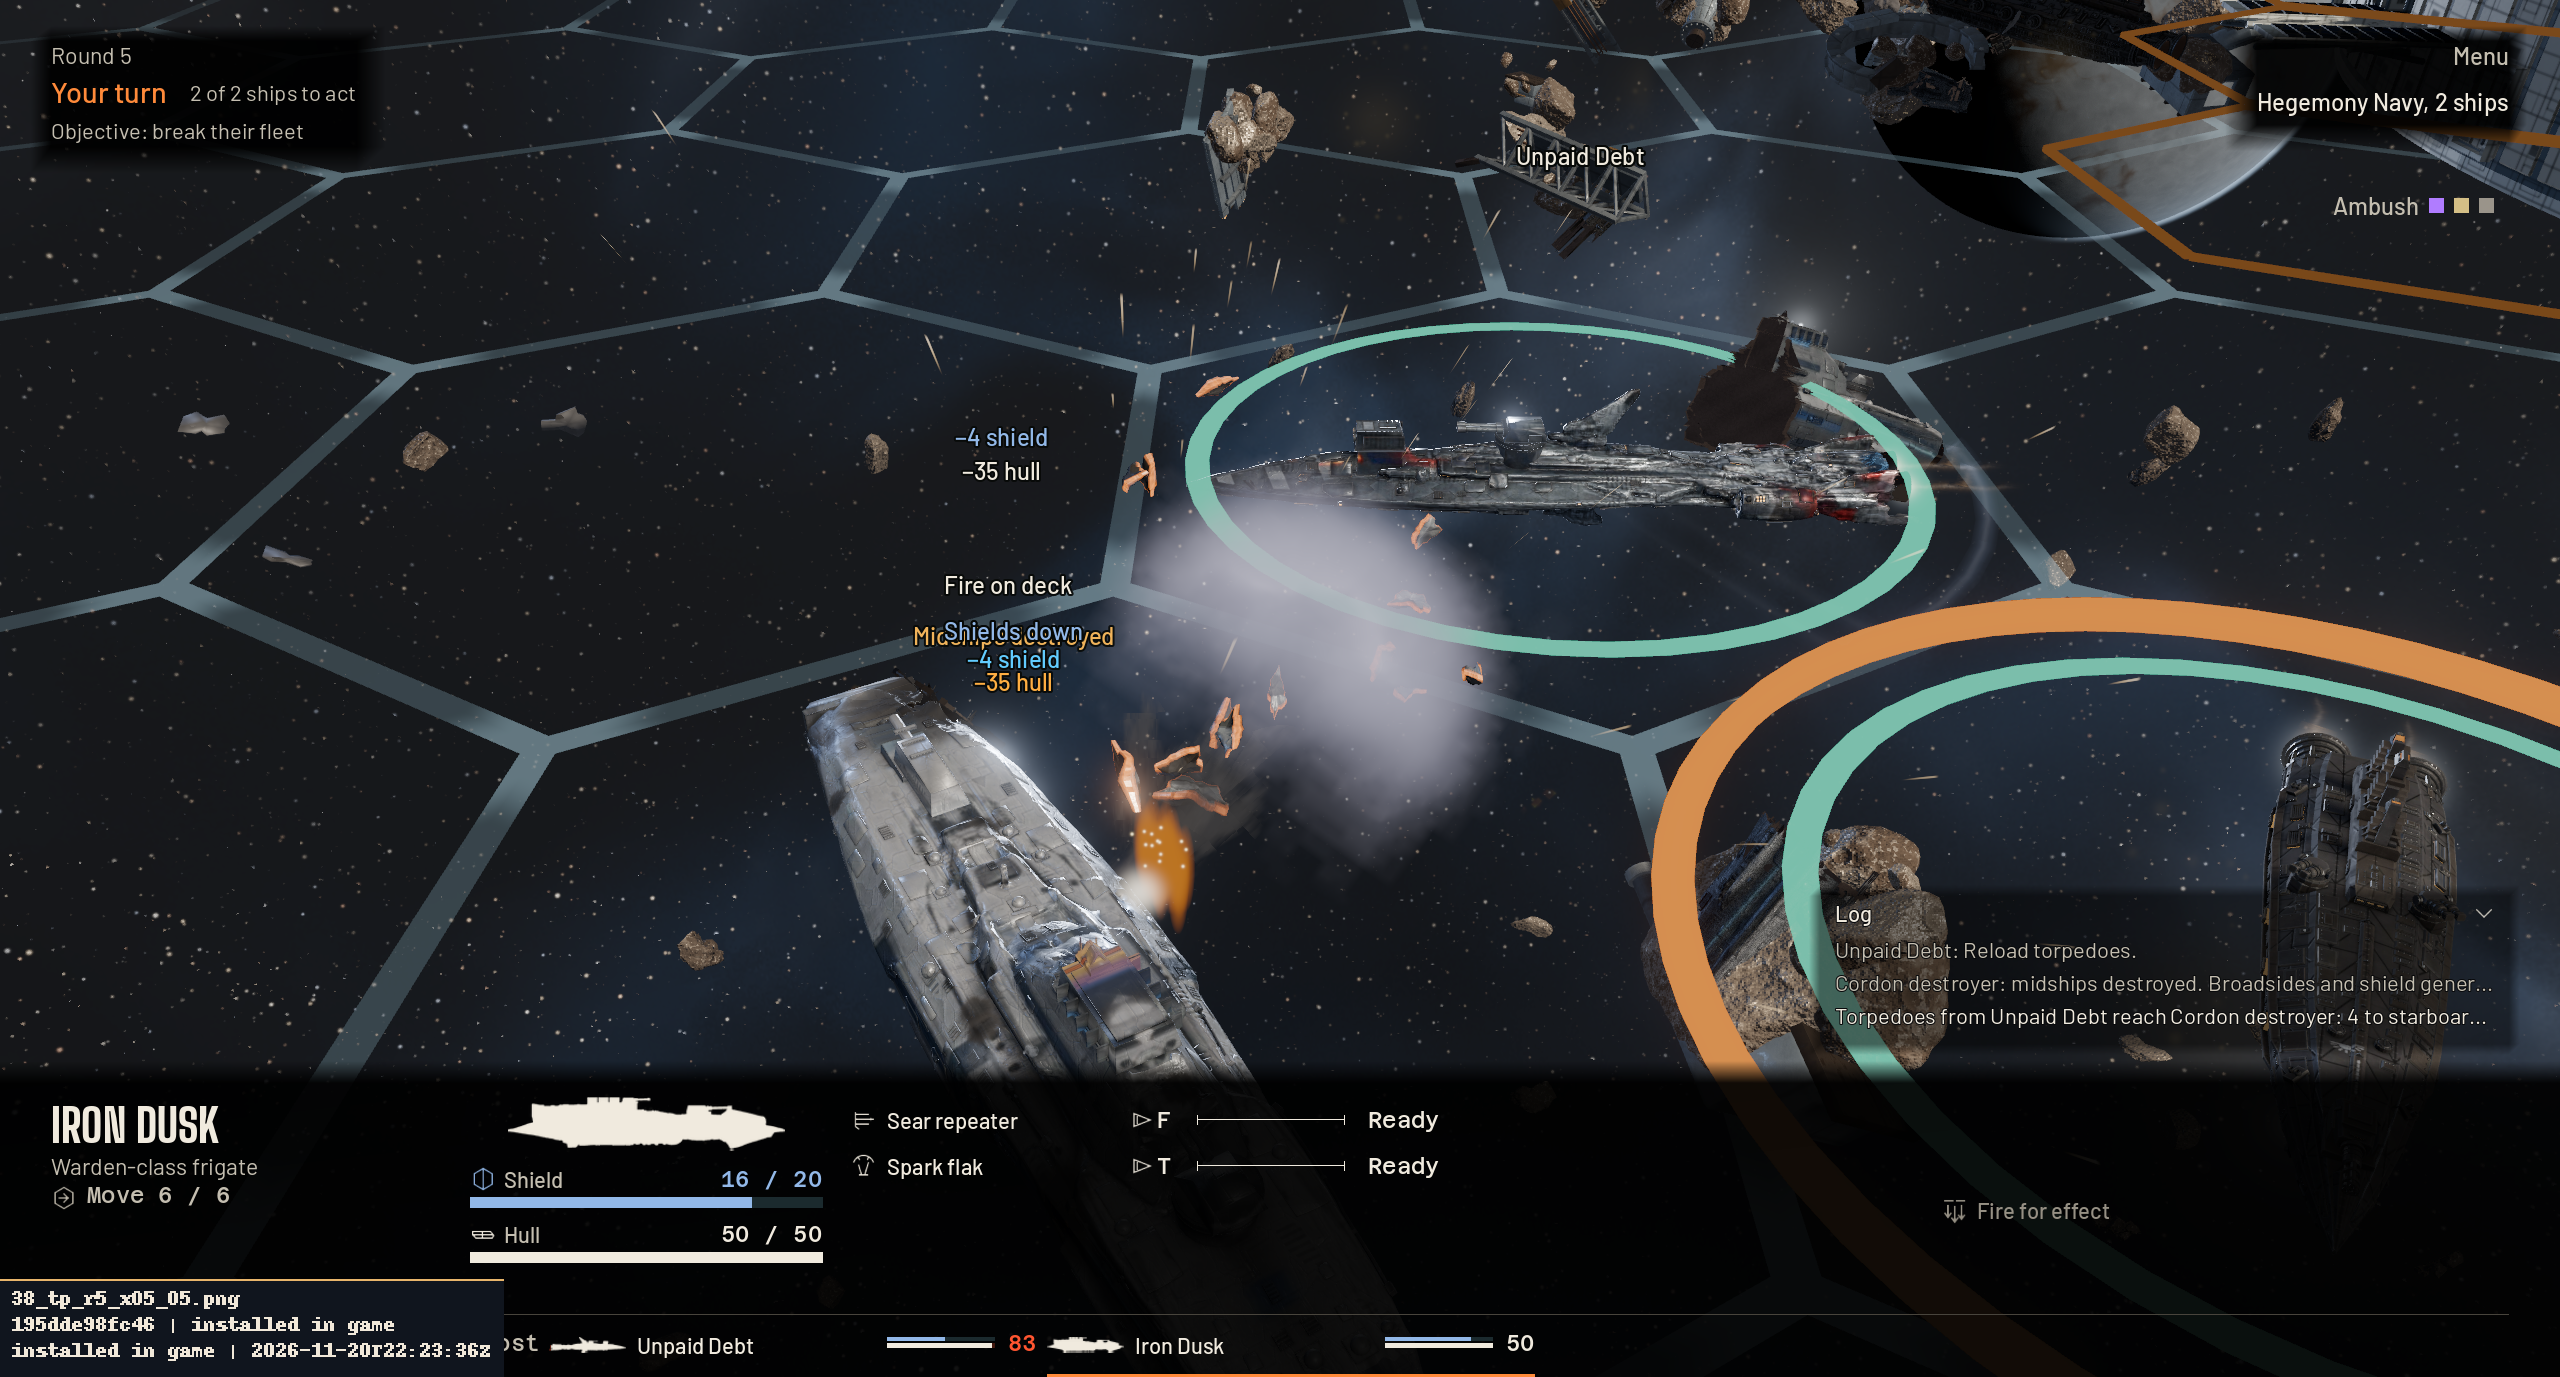 Round 5
Your turn 2 of 2 ships to act
Objective: break their fleet
Menu
Hegemony Navy, 2 ships
Ambush
Unpaid Debt
−4 shield
−35 hull
Fire on deck
Shields down
Midships destroyed
−4 shield
−35 hull
Log
Unpaid Debt: Reload torpedoes.
Cordon destroyer: midships destroyed. Broadsides and shield gener...
Torpedoes from Unpaid Debt reach Cordon destroyer: 4 to starboar...
IRON DUSK
Warden-class frigate
Move 6 / 6
Shield 16 / 20
Hull 50 / 50
Sear repeater F Ready
Spark flak T Ready
Fire for effect
38_tp_r5_x05_05.png
195dde98fc46 | installed in game
installed in game | 2026-11-20T22:23:36Z
ost Unpaid Debt 83 Iron Dusk 50